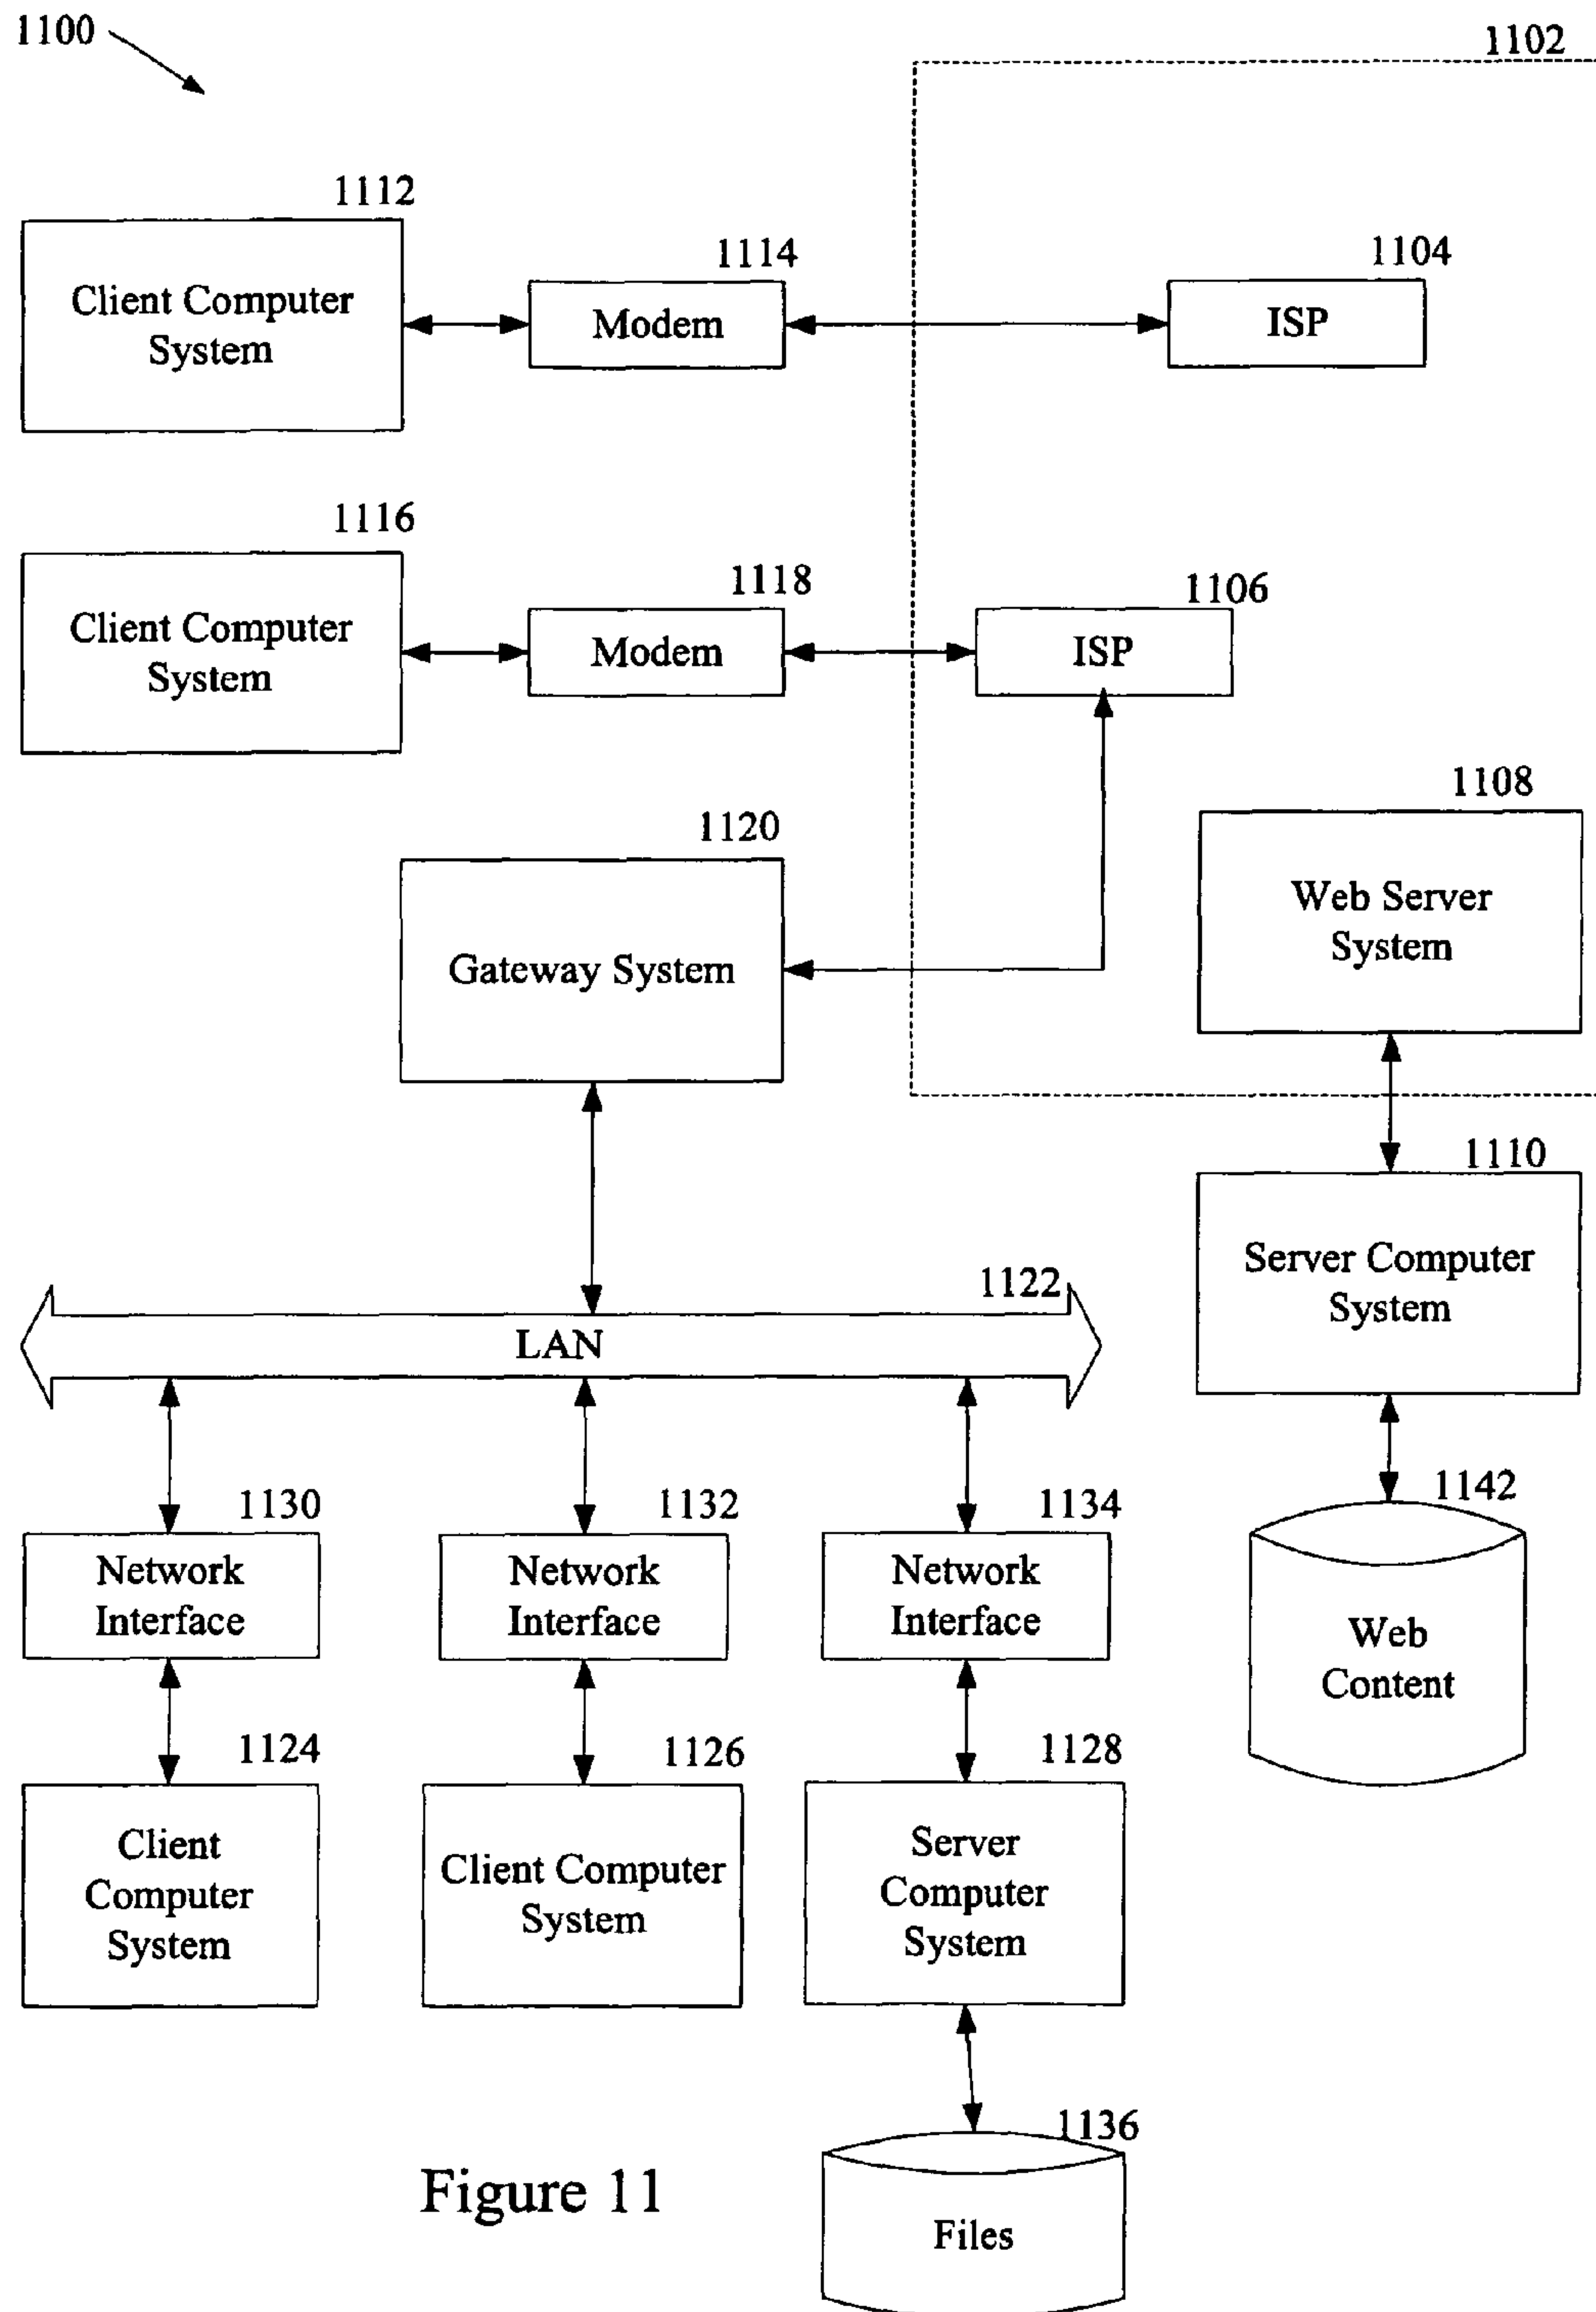 1100
1102
1112
Client Computer
System
1114
Modem
1104
ISP
1116
Client Computer
System
1118
Modem
1106
ISP
1120
Gateway System
1108
Web Server
System
1110
Server Computer
System
1122
LAN
1130
Network
Interface
1132
Network
Interface
1134
Network
Interface
1142
Web
Content
1124
Client
Computer
System
1126
Client Computer
System
1128
Server
Computer
System
1136
Files
Figure 11